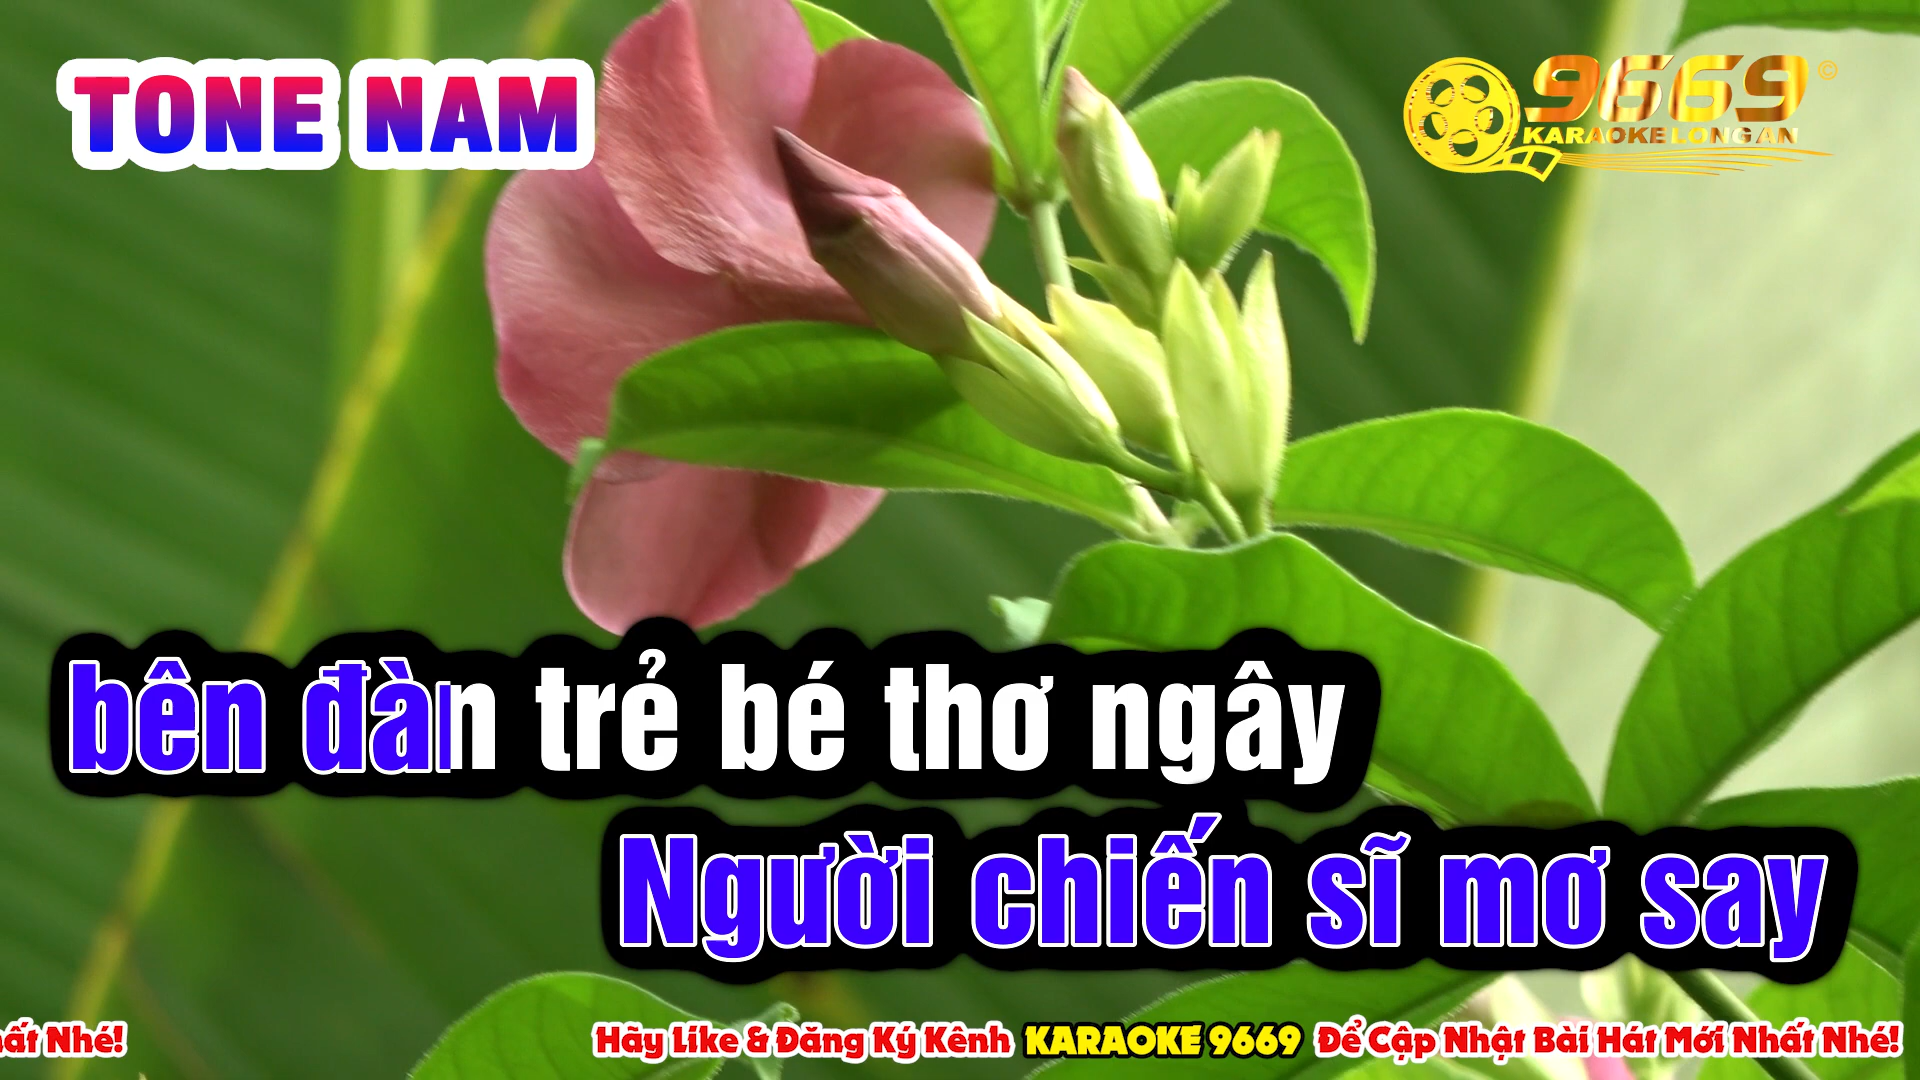 TONE NAM
9669
KARAOKE LONG AN
bên đàn trẻ bé thơ ngây
Người chiến sĩ mơ say
Nhé! Hãy Like & Đăng Ký Kênh KARAOKE 9669 Để Cập Nhật Bài Hát Mới Nhất Nhé!